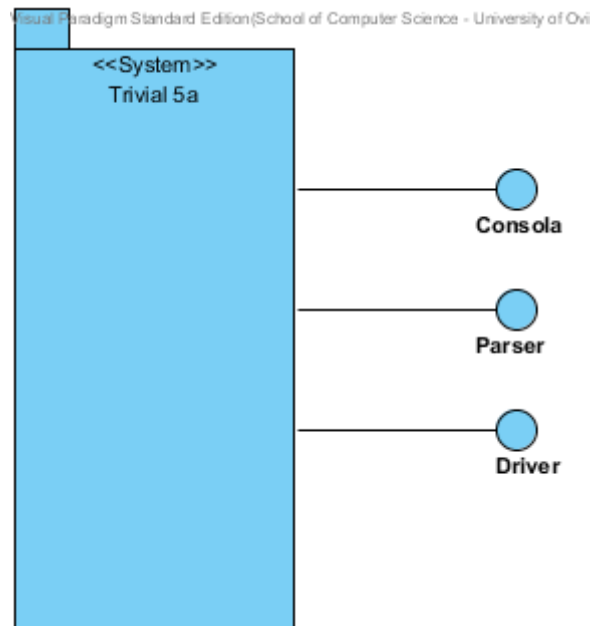 Visual Paradigm Standard Edition(School of Computer Science - University of Ovi
<<System>>
Trivial 5a
Consola
Parser
Driver